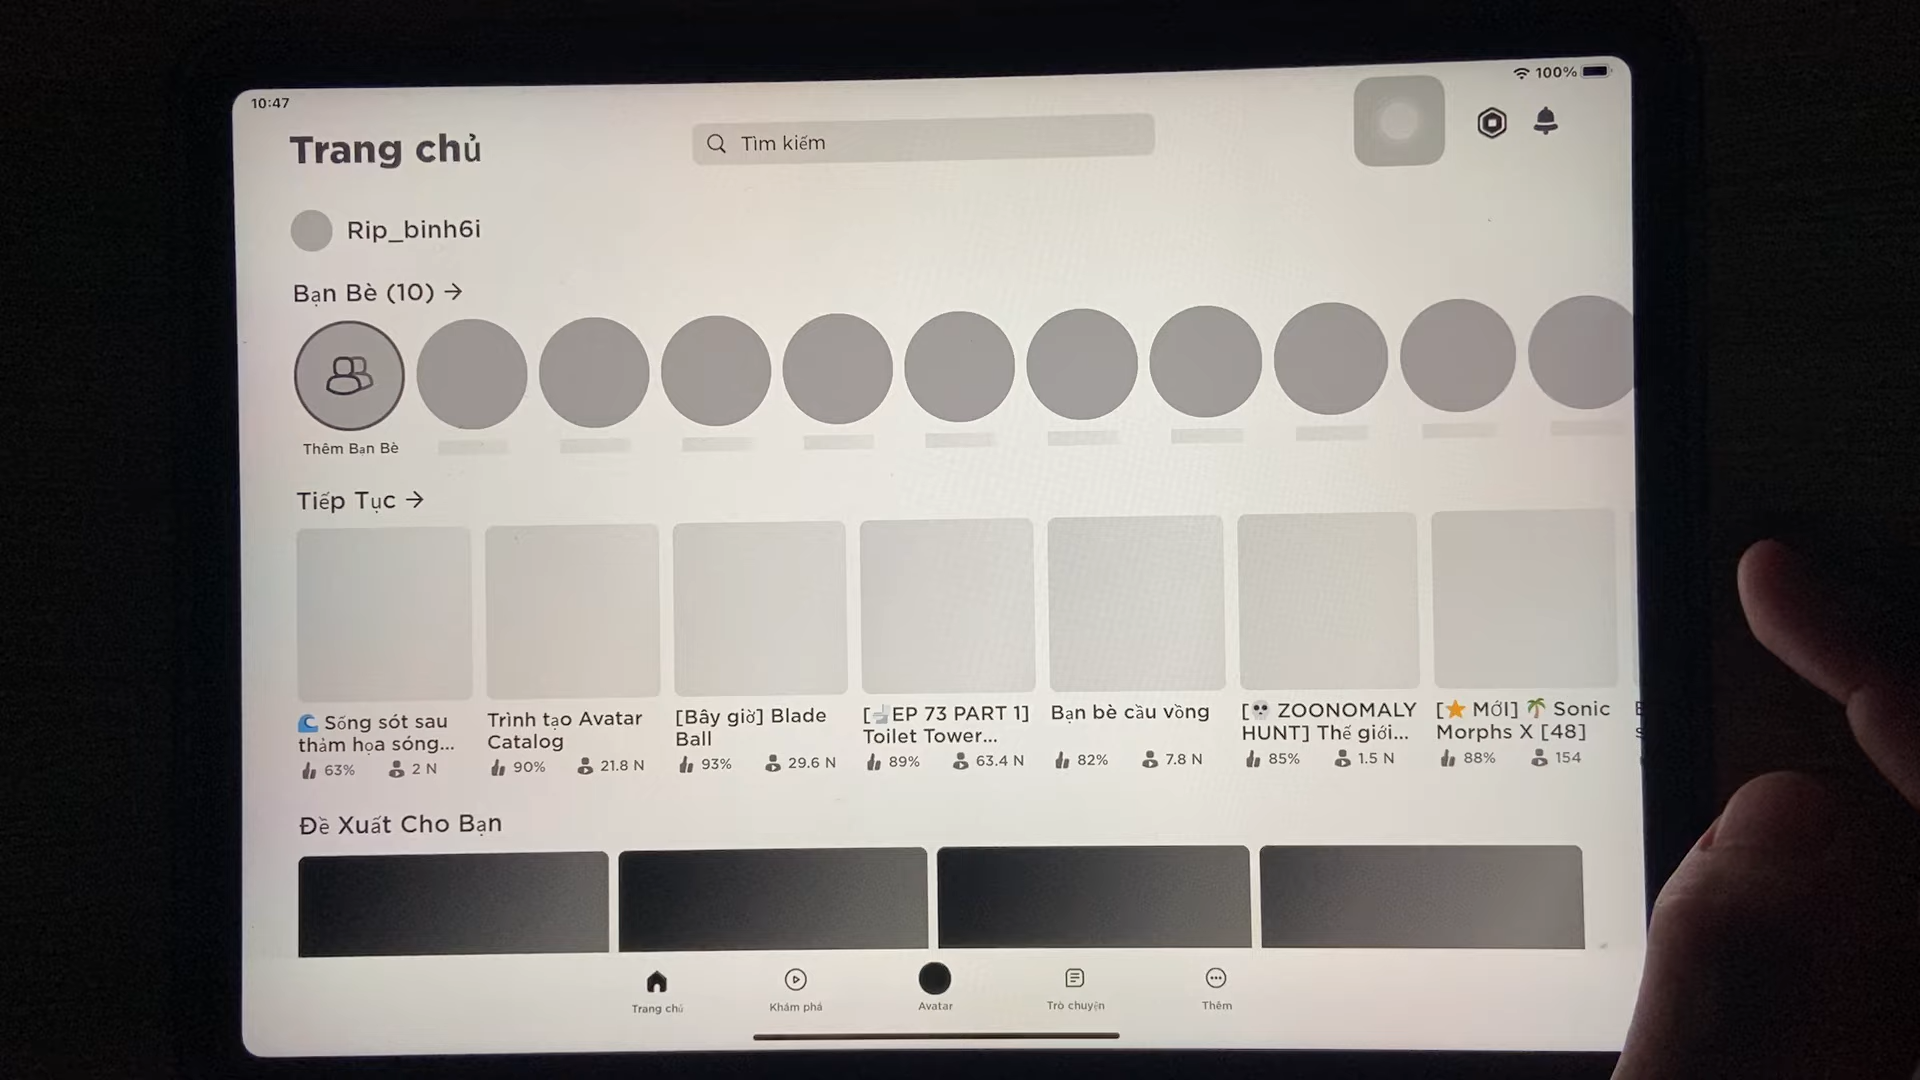 10:47
100%
Trang chủ
Tìm kiếm
Rip_binh6i
Bạn Bè (10) →
Thêm Bạn Bè
Tiếp Tục →
🌊 Sống sót sau
thảm họa sóng...
63% 2 N
Trình tạo Avatar
Catalog
90% 21.8 N
[Bây giờ] Blade
Ball
93% 29.6 N
[🚽EP 73 PART 1]
Toilet Tower...
89% 63.4 N
Bạn bè cầu vồng
82% 7.8 N
[💀 ZOONOMALY
HUNT] Thế giới...
85% 1.5 N
[⭐ MỚI] 🌴 Sonic
Morphs X [48]
88% 154
Đề Xuất Cho Bạn
Trang chủ
Khám phá
Avatar
Trò chuyện
Thêm